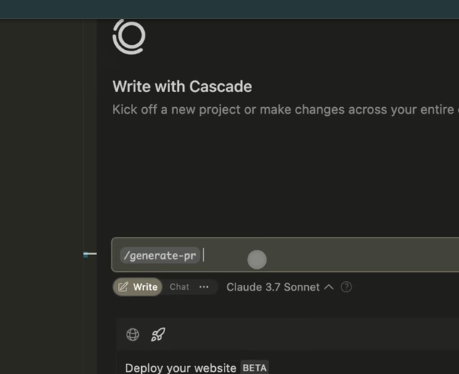 Write with Cascade
Kick off a new project or make changes across your entire
/generate-pr
Write Chat ··· Claude 3.7 Sonnet
Deploy your website BETA